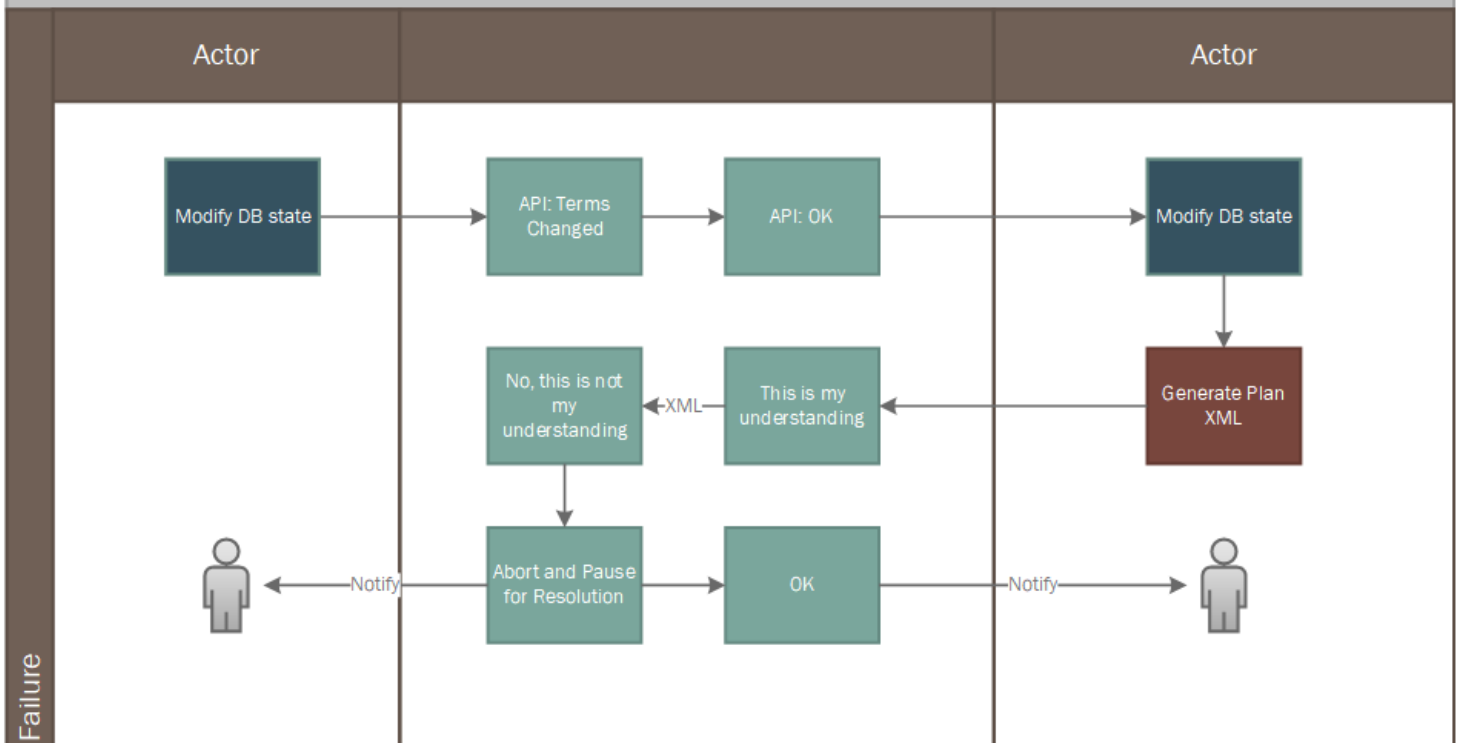 Actor
Actor
Modify DB state
API: Terms
Changed
API: OK
Modify DB state
No, this is not
my
understanding
XML
This is my
understanding
Generate Plan
XML
Notify
Abort and Pause
for Resolution
OK
Notify
Failure